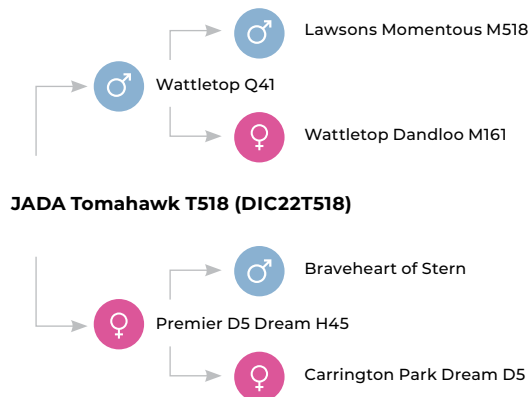 Lawsons Momentous M518
Wattletop Q41
Wattletop Dandloo M161
JADA Tomahawk T518 (DIC22T518)
Braveheart of Stern
Premier D5 Dream H45
Carrington Park Dream D5